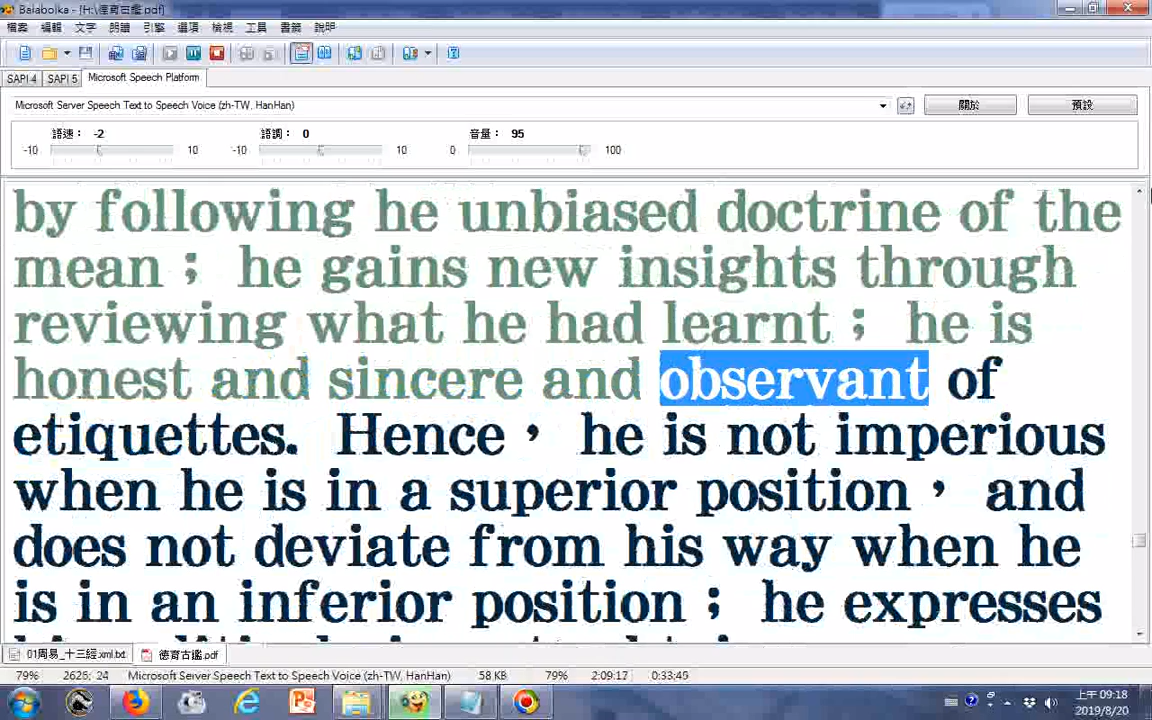 Balabolka - [H:\德育古鑑.pdf]
檔案 編輯 文字 朗讀 引擎 選項 檢視 工具 書籤 說明
SAPI 4 SAPI 5 Microsoft Speech Platform
Microsoft Server Speech Text to Speech Voice (zh-TW, HanHan) 關於 預設
語速： -2 語調： 0 音量： 95
-10 10 -10 10 0 100
by following he unbiased doctrine of the
mean； he gains new insights through
reviewing what he had learnt； he is
honest and sincere and observant of
etiquettes. Hence， he is not imperious
when he is in a superior position， and
does not deviate from his way when he
is in an inferior position； he expresses
01周易_十三經.xml.txt 德育古鑑.pdf
79% 2626: 24 Microsoft Server Speech Text to Speech Voice (zh-TW, HanHan) 58 KB 79% 2:09:17 0:33:45
上午 09:18
2019/8/20